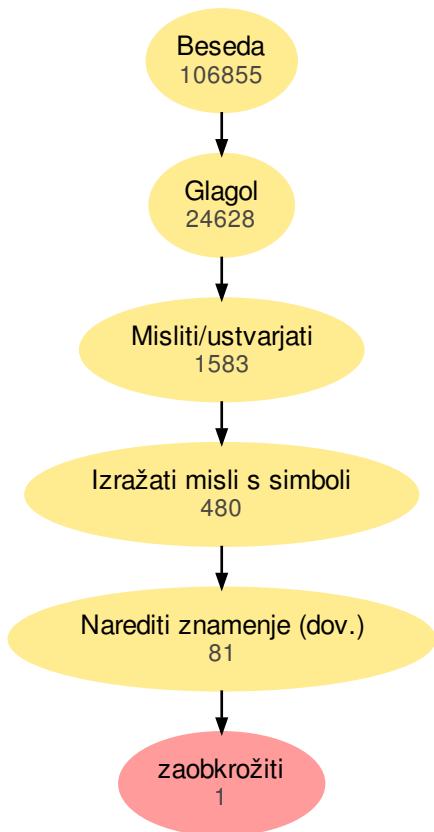 Beseda
106855
Glagol
24628
Misliti/ustvarjati
1583
Izražati misli s simboli
480
Narediti znamenje (dov.)
81
zaobkrožiti
1